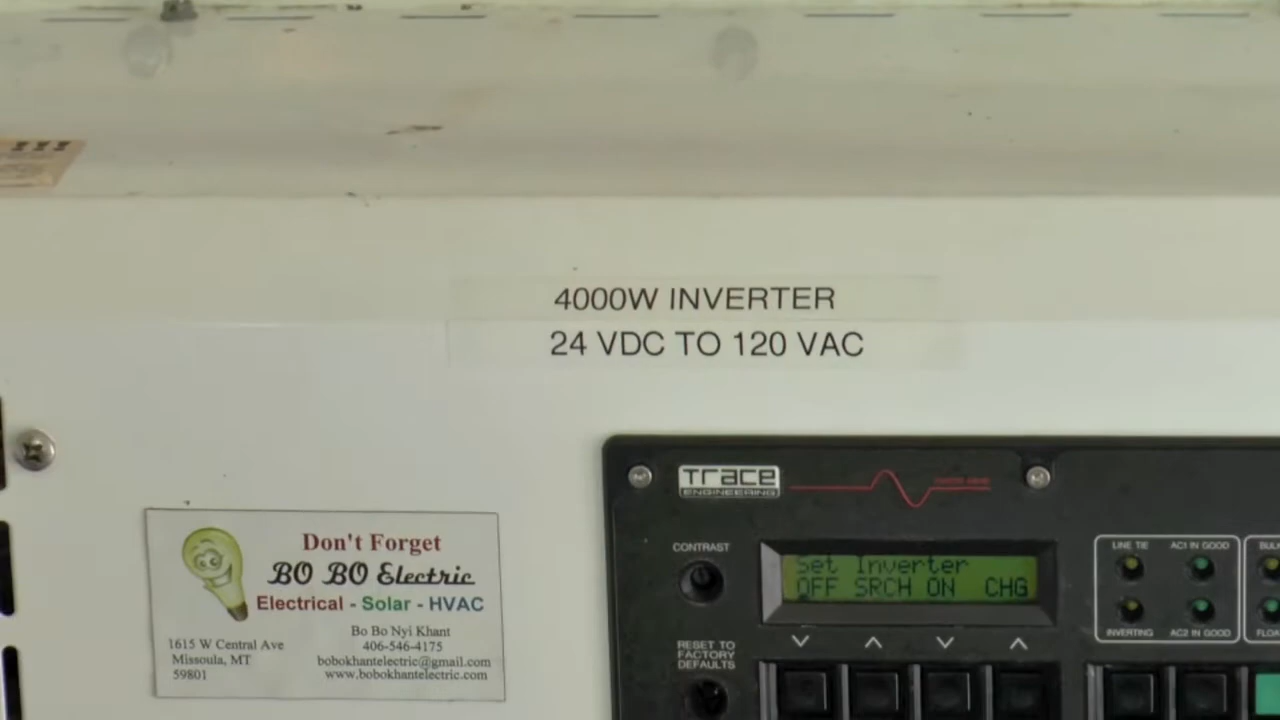 4000W INVERTER
24 VDC TO 120 VAC
Don't Forget
BO BO Electric
Electrical - Solar - HVAC
Bo Bo Nyi Khant
1615 W Central Ave
406-546-4175
Missoula, MT
bobokhantelectric@gmail.com
59801
www.bobokhantelectric.com
Trace
ENGINEERING
CONTRAST
Set Inverter
OFF SRCH ON CHG
RESET TO
FACTORY
DEFAULTS
LINE TIE
AC1 IN GOOD
INVERTING
AC2 IN GOOD